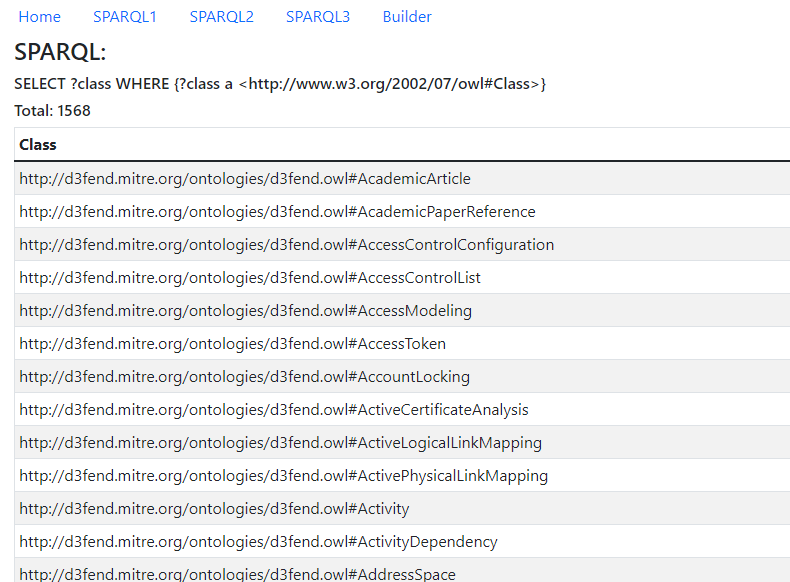 Home SPARQL1 SPARQL2 SPARQL3 Builder
SPARQL:
SELECT ?class WHERE {?class a <http://www.w3.org/2002/07/owl#Class>}
Total: 1568
Class
http://d3fend.mitre.org/ontologies/d3fend.owl#AcademicArticle
http://d3fend.mitre.org/ontologies/d3fend.owl#AcademicPaperReference
http://d3fend.mitre.org/ontologies/d3fend.owl#AccessControlConfiguration
http://d3fend.mitre.org/ontologies/d3fend.owl#AccessControlList
http://d3fend.mitre.org/ontologies/d3fend.owl#AccessModeling
http://d3fend.mitre.org/ontologies/d3fend.owl#AccessToken
http://d3fend.mitre.org/ontologies/d3fend.owl#AccountLocking
http://d3fend.mitre.org/ontologies/d3fend.owl#ActiveCertificateAnalysis
http://d3fend.mitre.org/ontologies/d3fend.owl#ActiveLogicalLinkMapping
http://d3fend.mitre.org/ontologies/d3fend.owl#ActivePhysicalLinkMapping
http://d3fend.mitre.org/ontologies/d3fend.owl#Activity
http://d3fend.mitre.org/ontologies/d3fend.owl#ActivityDependency
http://d3fend.mitre.org/ontologies/d3fend.owl#AddressSpace